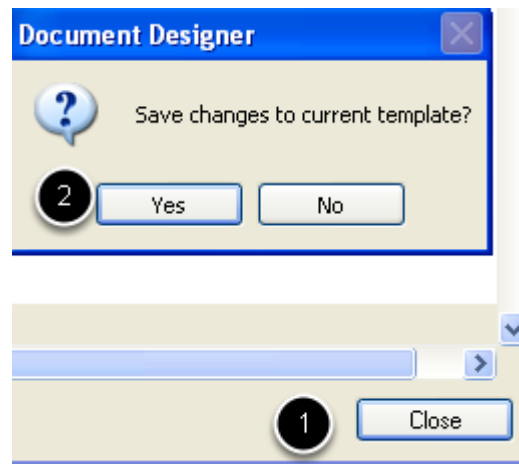 Document Designer
?
Save changes to current template?
2 Yes No
1 Close